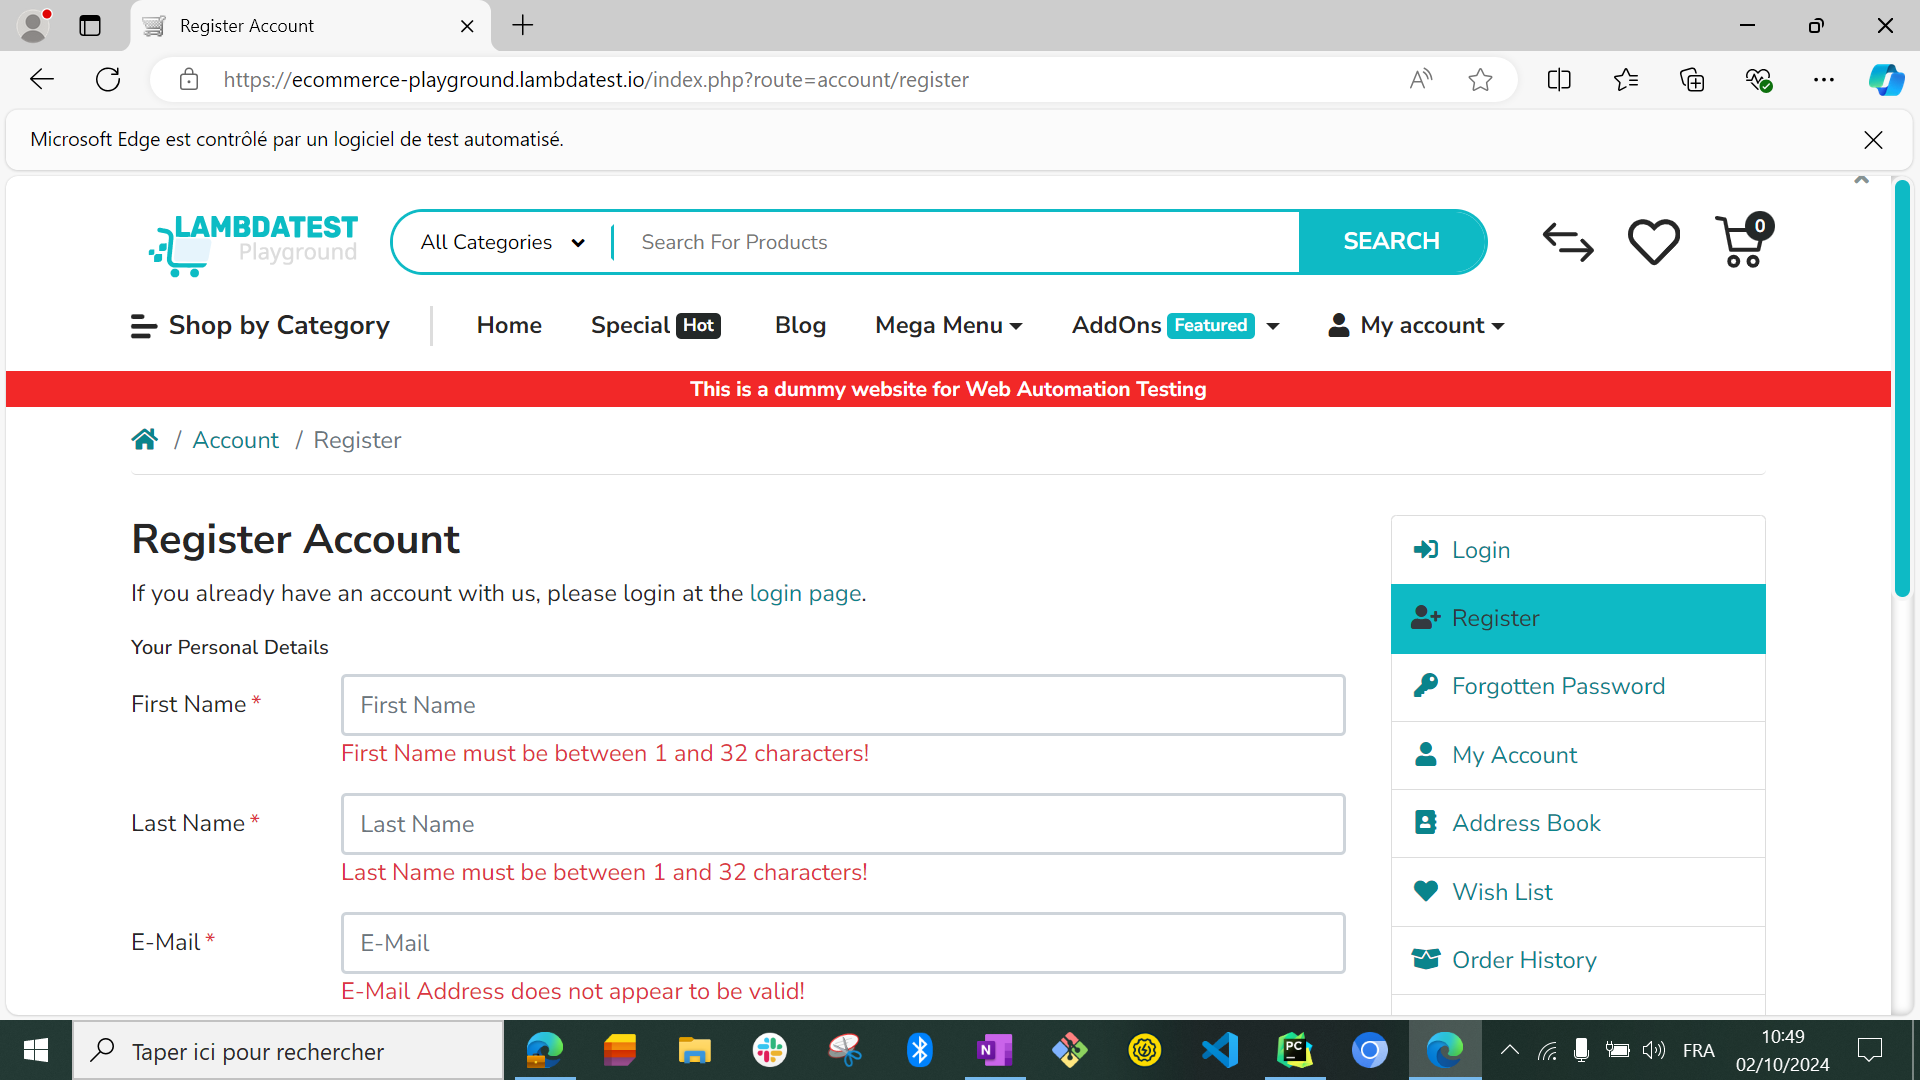 Register Account
https://ecommerce-playground.lambdatest.io/index.php?route=account/register
Microsoft Edge est contrôlé par un logiciel de test automatisé.
LAMBDATEST
Playground
All Categories
Search For Products
SEARCH
0
Shop by Category
Home
Special Hot
Blog
Mega Menu
AddOns Featured
My account
This is a dummy website for Web Automation Testing
/ Account / Register
Register Account
If you already have an account with us, please login at the login page.
Your Personal Details
First Name *
First Name
First Name must be between 1 and 32 characters!
Last Name *
Last Name
Last Name must be between 1 and 32 characters!
E-Mail *
E-Mail
E-Mail Address does not appear to be valid!
Login
Register
Forgotten Password
My Account
Address Book
Wish List
Order History
Taper ici pour rechercher
N
PC
FRA
10:49
02/10/2024